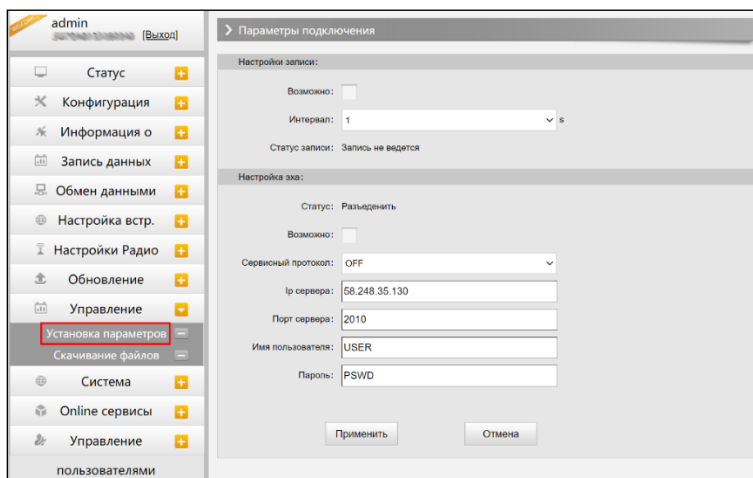 admin
[Выход]
Статус
Конфигурация
Информация о
Запись данных
Обмен данными
Настройка встр.
Настройки Радио
Обновление
Управление
Установка параметров
Скачивание файлов
Система
Online сервисы
Управление
пользователями
Параметры подключения
Настройки записи:
Возможно:
Интервал: 1 s
Статус записи: Запись не ведется
Настройка эха:
Статус: Разъеденить
Возможно:
Сервисный протокол: OFF
Ip сервера: 58.248.35.130
Порт сервера: 2010
Имя пользователя: USER
Пароль: PSWD
Применить Отмена